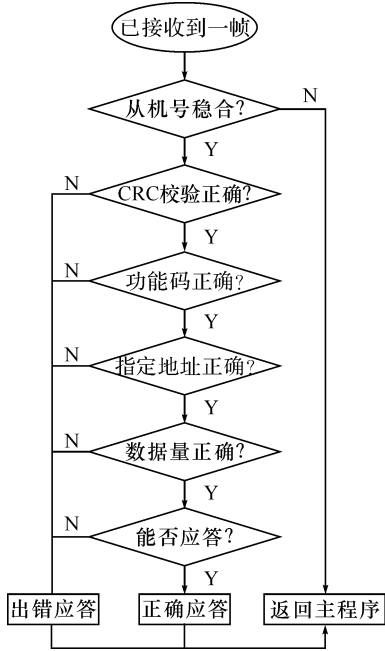 已接收到一帧
从机号稳合?
N
Y
N
CRC校验正确?
Y
N
功能码正确?
Y
N
指定地址正确?
Y
N
数据量正确?
Y
N
能否应答?
Y
出错应答
正确应答
返回主程序